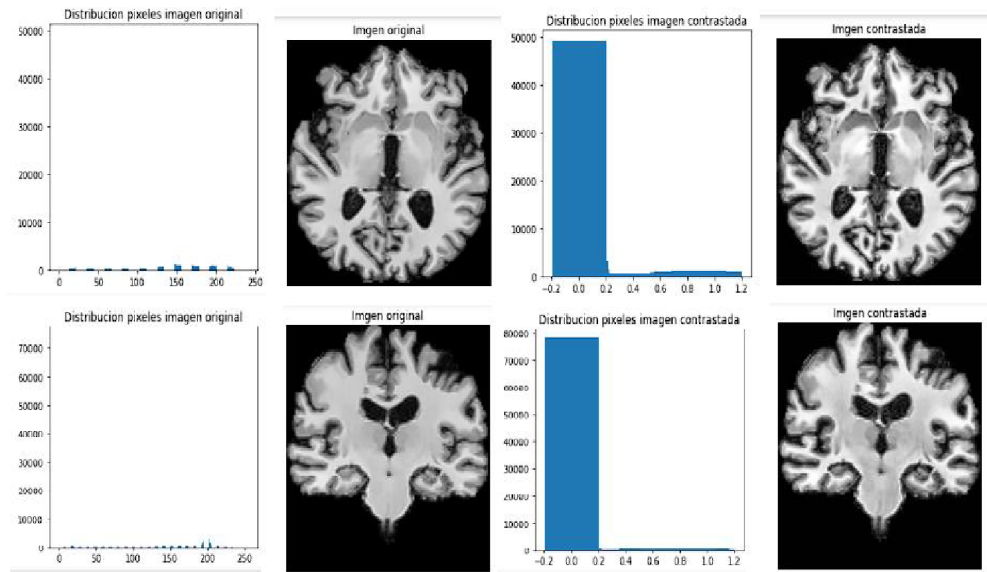 Distribucion pixeles imagen original
50000
40000
30000
20000
10000
0
0 50 100 150 200 250
Imgen original
Distribucion pixeles imagen contrastada
50000
40000
30000
20000
10000
0
−0.2 0.0 0.2 0.4 0.6 0.8 1.0 1.2
Imgen contrastada
Distribucion pixeles imagen original
70000
60000
50000
40000
30000
20000
10000
0
0 50 100 150 200 250
Imgen original
Distribucion pixeles imagen contrastada
80000
70000
60000
50000
40000
30000
20000
10000
0
−0.2 0.0 0.2 0.4 0.6 0.8 1.0 1.2
Imgen contrastada